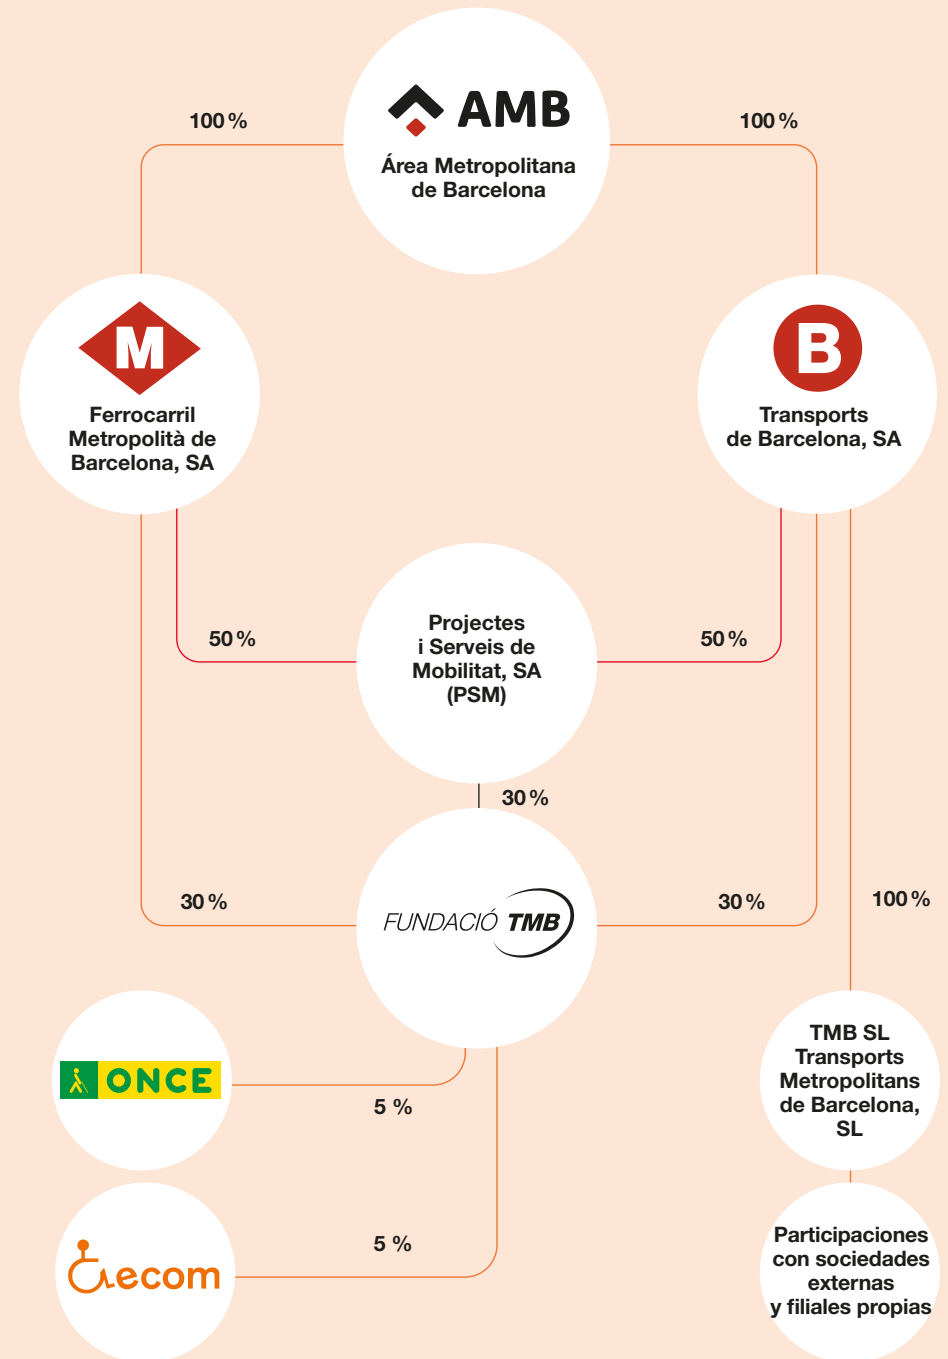 AMB
100 %
100 %
Área Metropolitana
de Barcelona
M
B
Ferrocarril
Metropolità de
Barcelona, SA
Transports
de Barcelona, SA
Projectes
i Serveis de
Mobilitat, SA
(PSM)
50 %
50 %
30 %
30 %
30 %
100 %
FUNDACIÓ TMB
ONCE
5 %
TMB SL
Transports
Metropolitans
de Barcelona,
SL
ecom
5 %
Participaciones
con sociedades
externas
y filiales propias